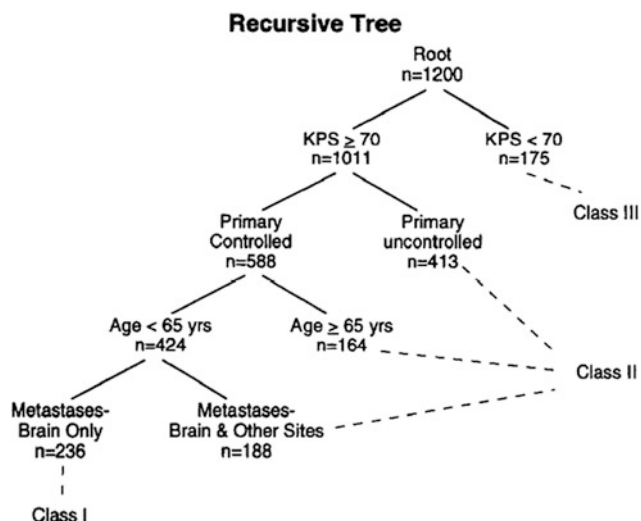 Recursive Tree
Root
n=1200
KPS ≥ 70
n=1011
KPS < 70
n=175
Class III
Primary
Controlled
n=588
Primary
uncontrolled
n=413
Age < 65 yrs
n=424
Age ≥ 65 yrs
n=164
Class II
Metastases-
Brain Only
n=236
Metastases-
Brain & Other Sites
n=188
Class I